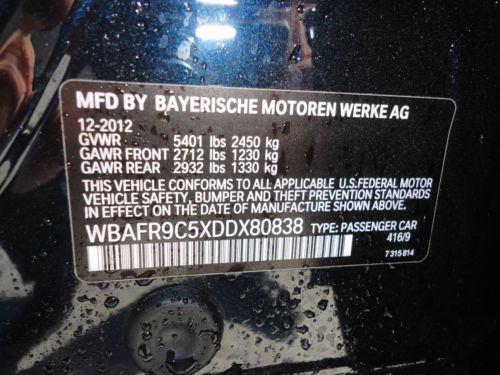 MFD BY BAYERISCHE MOTOREN WERKE AG
12-2012
GVWR 5401 lbs 2450 kg
GAWR FRONT 2712 lbs 1230 kg
GAWR REAR 2932 lbs 1330 kg
THIS VEHICLE CONFORMS TO ALL APPLICABLE U.S.FEDERAL MOTOR
VEHICLE SAFETY, BUMPER AND THEFT PREVENTION STANDARDS
IN EFFECT ON THE DATE OF MANUFACTURE SHOWN ABOVE.
WBAFR9C5XDDX80838 TYPE: PASSENGER CAR
416/9
7 315 814